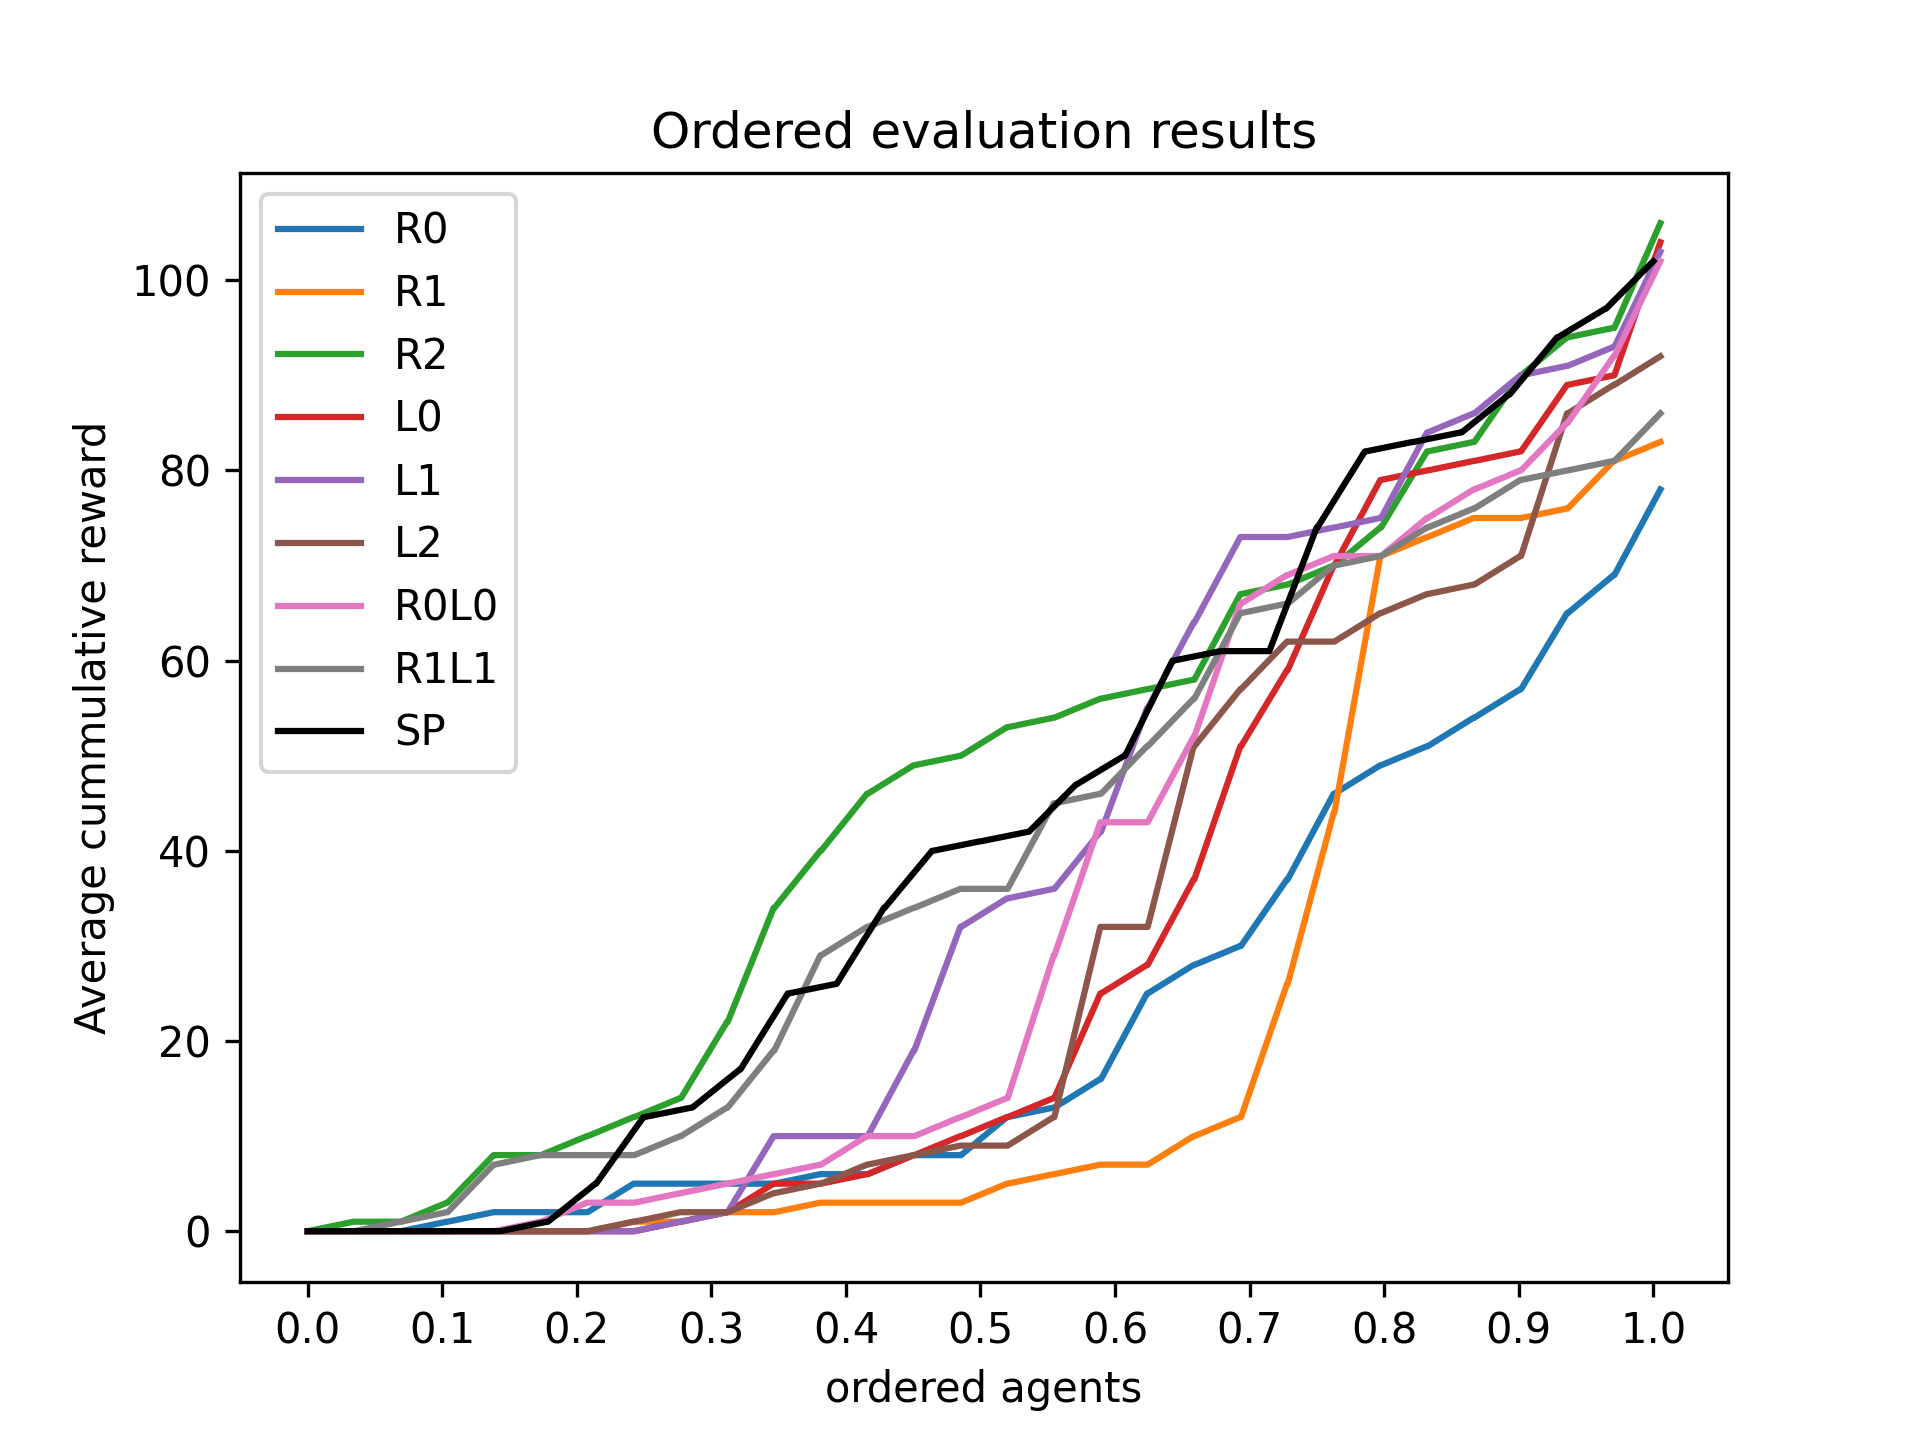 Ordered evaluation results
R0
R1
R2
L0
L1
L2
R0L0
R1L1
SP
Average cummulative reward
100
80
60
40
20
0
0.0 0.1 0.2 0.3 0.4 0.5 0.6 0.7 0.8 0.9 1.0
ordered agents